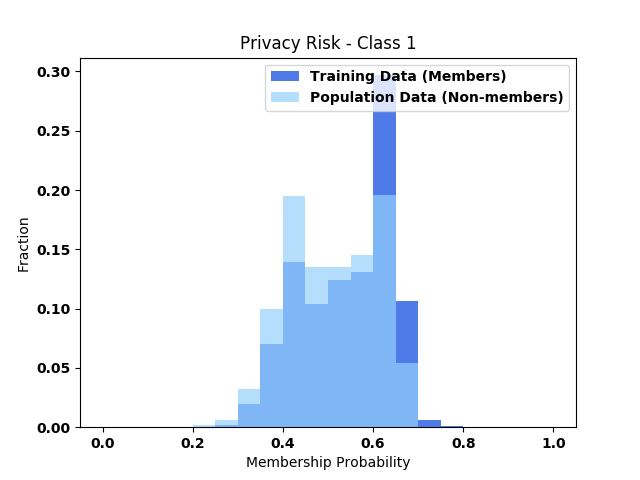 Privacy Risk - Class 1
Training Data (Members)
Population Data (Non-members)
0.30
0.25
0.20
0.15
0.10
0.05
0.00
Fraction
0.0 0.2 0.4 0.6 0.8 1.0
Membership Probability